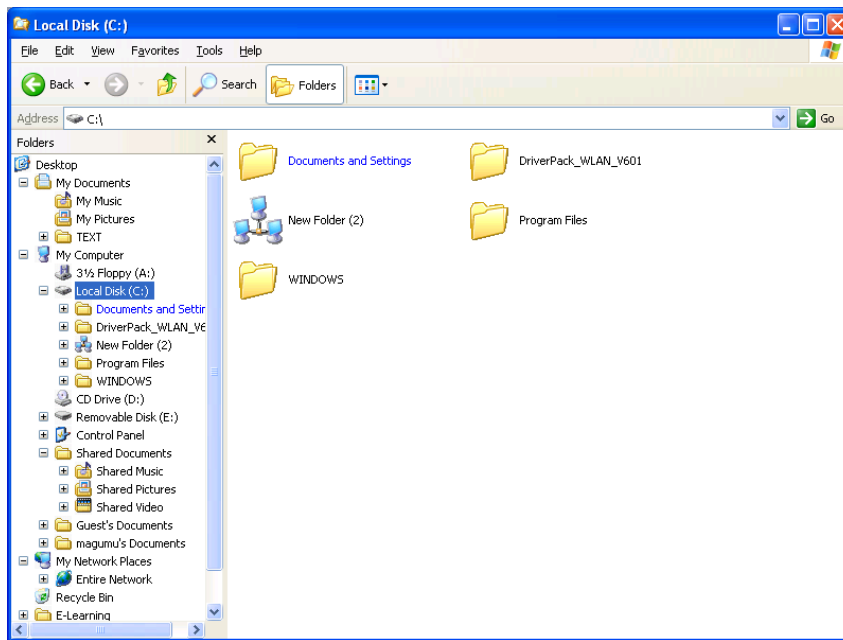 Local Disk (C:)
File Edit View Favorites Tools Help
Back Search Folders
Address C:\ Go
Folders
Desktop
My Documents
My Music
My Pictures
TEXT
My Computer
3½ Floppy (A:)
Local Disk (C:)
Documents and Settir
DriverPack_WLAN_V6
New Folder (2)
Program Files
WINDOWS
CD Drive (D:)
Removable Disk (E:)
Control Panel
Shared Documents
Shared Music
Shared Pictures
Shared Video
Guest's Documents
magumu's Documents
My Network Places
Entire Network
Recycle Bin
E-Learning
Documents and Settings DriverPack_WLAN_V601
New Folder (2) Program Files
WINDOWS